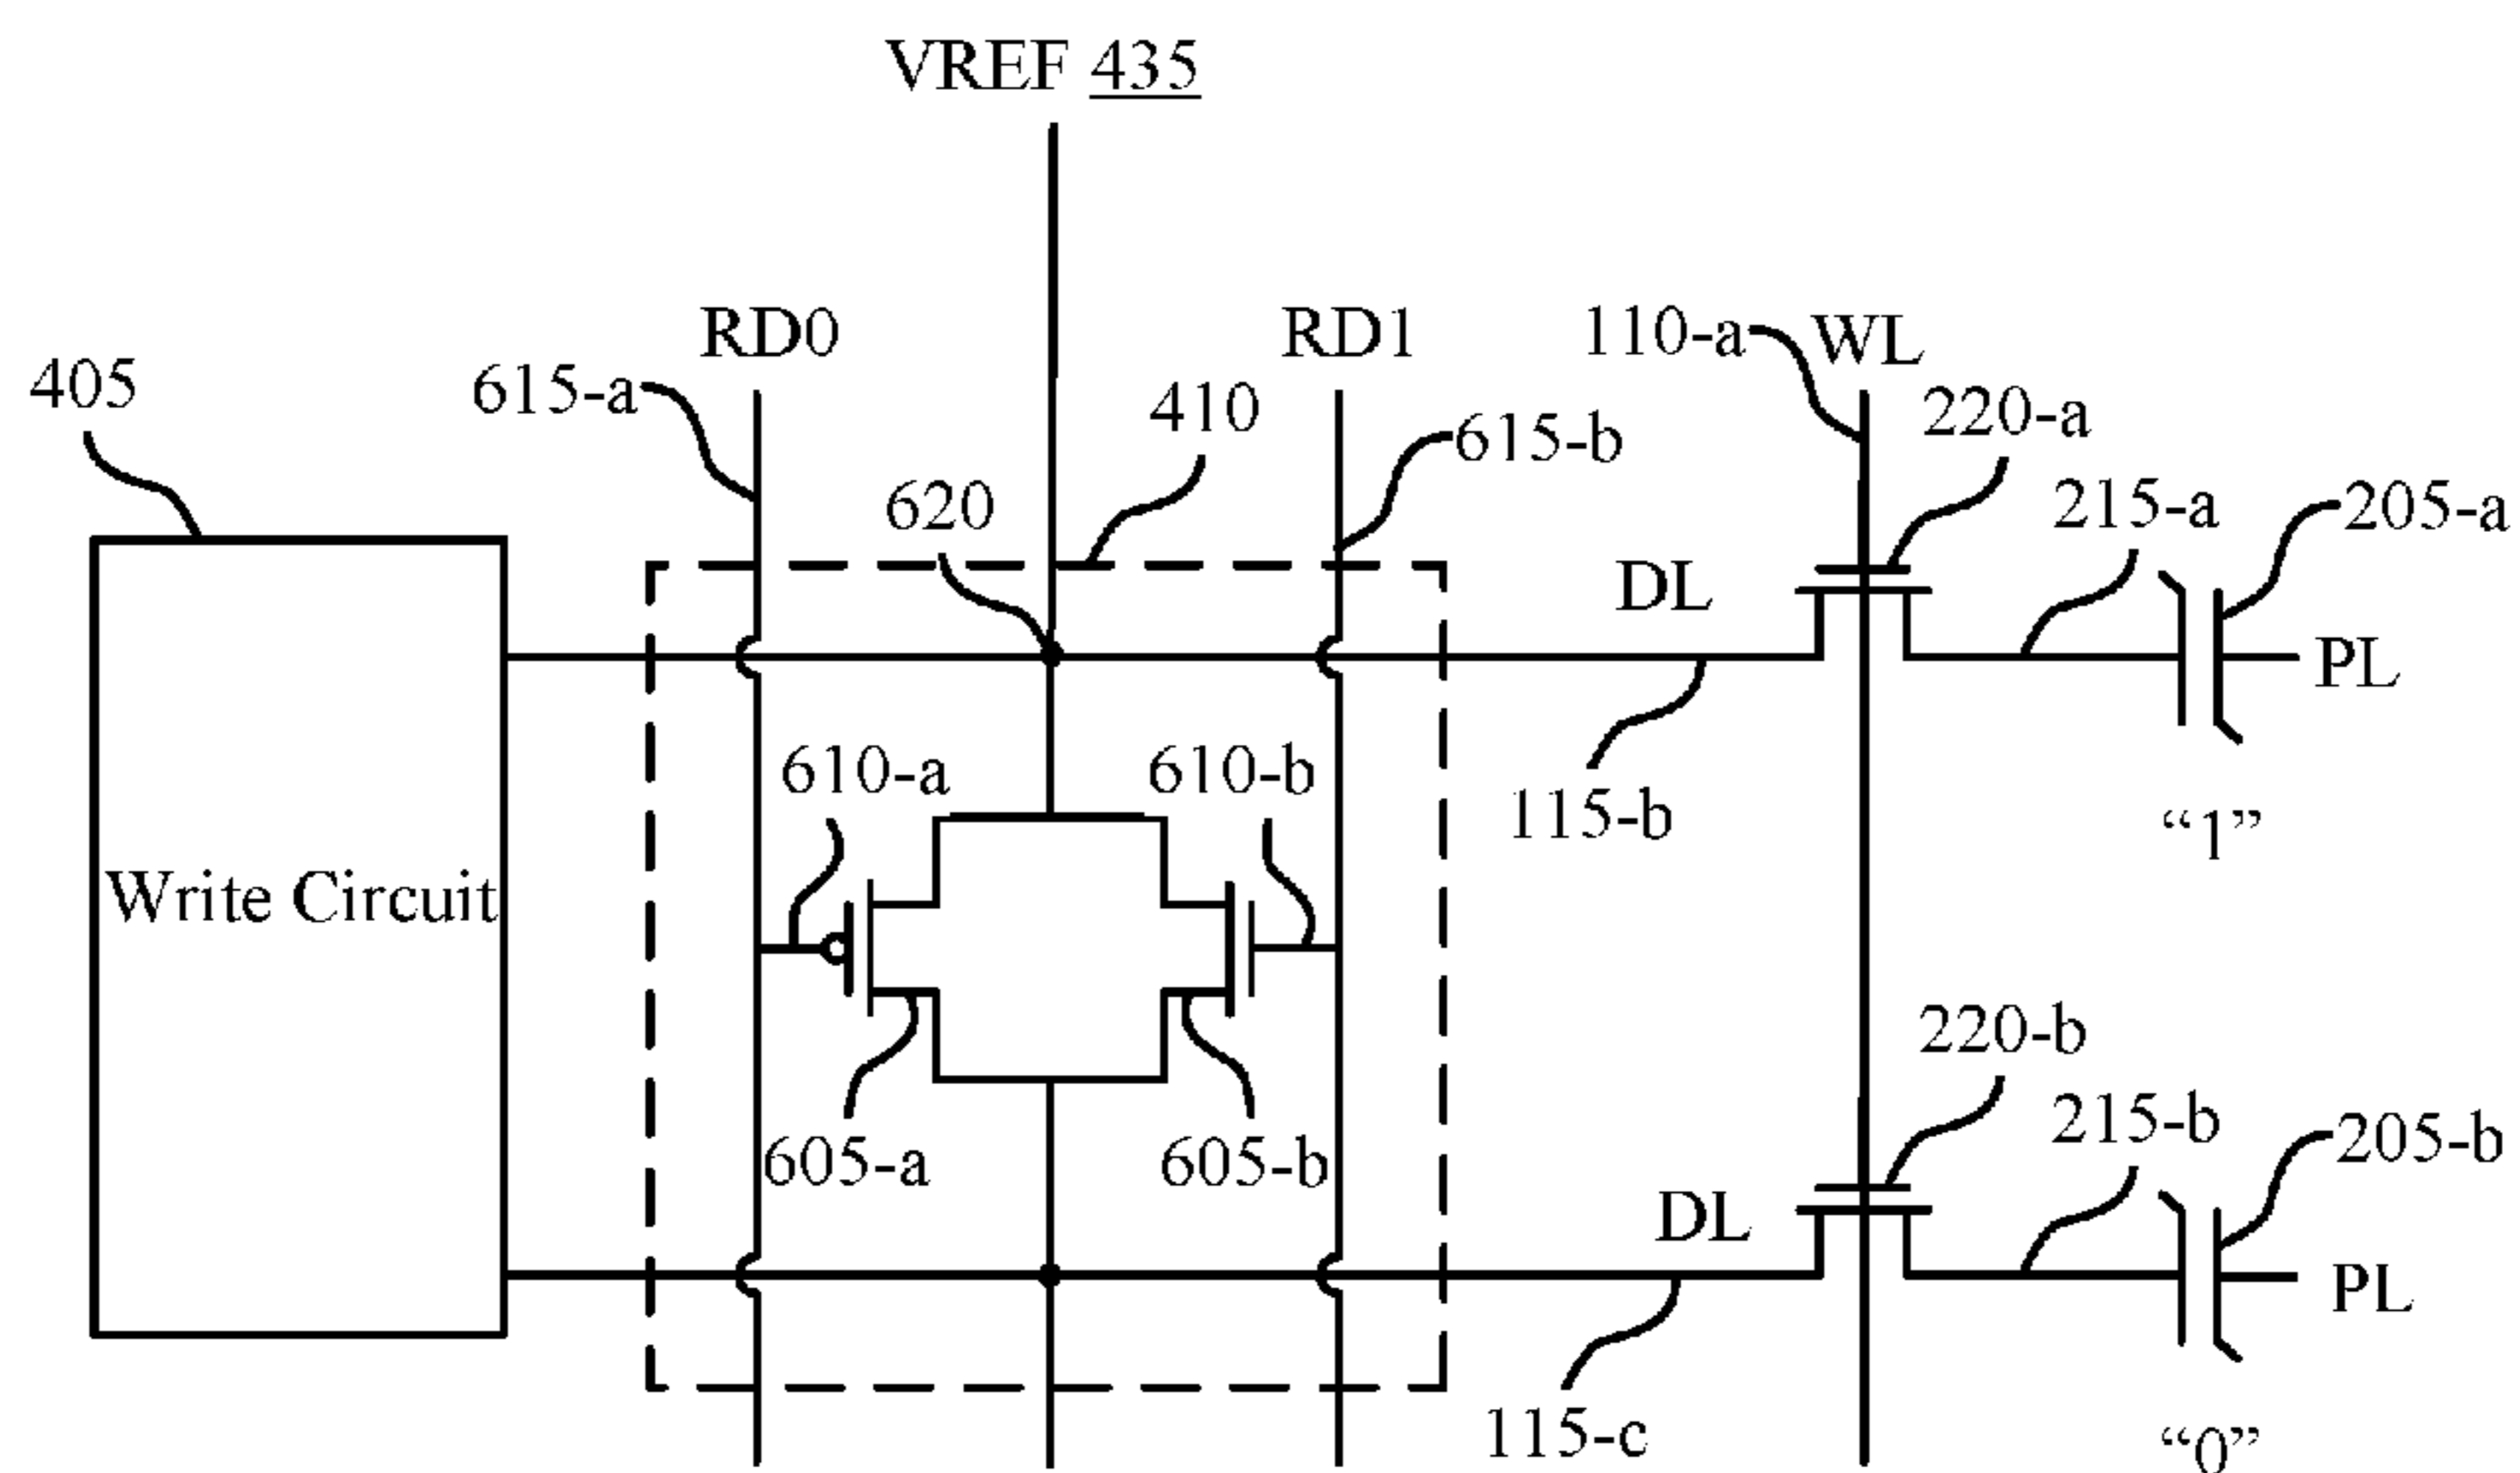 VREF 435
RD0
RD1
110-a
WL
405
615-a
410
615-b
220-a
620
215-a
205-a
DL
PL
610-a
610-b
115-b
“1”
Write Circuit
220-b
605-a
605-b
215-b
205-b
DL
PL
115-c
“0”